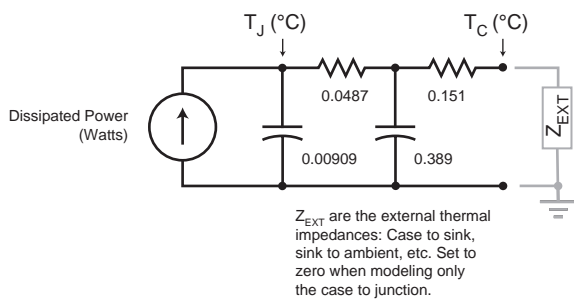 T_J (°C) T_C (°C)
0.0487 0.151
Dissipated Power
(Watts)
Z_EXT
0.00909 0.389
Z_EXT are the external thermal
impedances: Case to sink,
sink to ambient, etc. Set to
zero when modeling only
the case to junction.